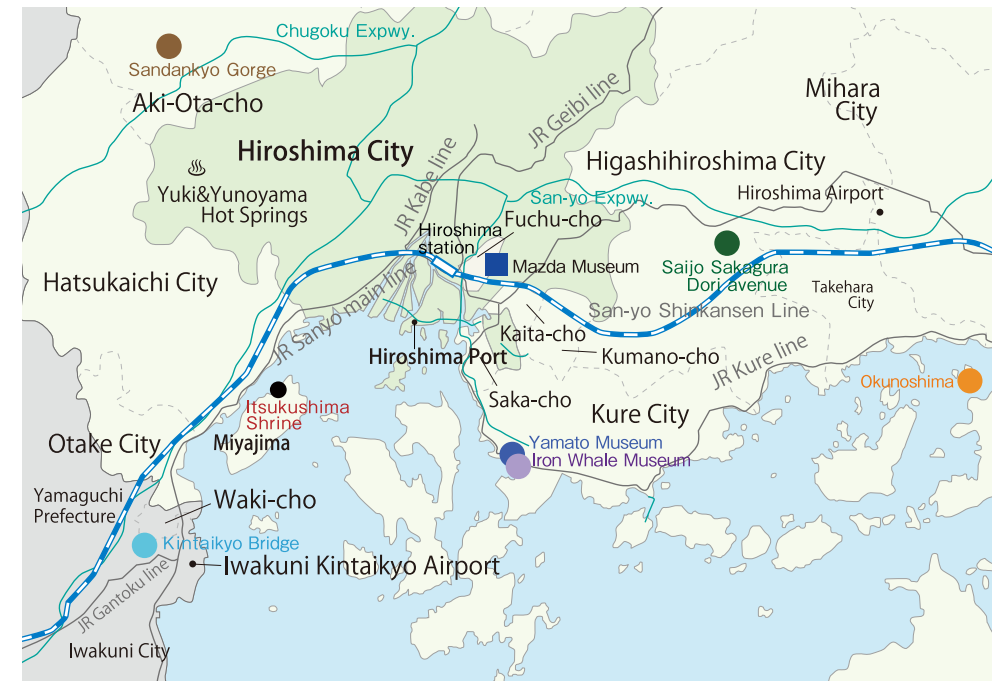 Chugoku Expwy.
Sandankyo Gorge
Aki-Ota-cho
Mihara
City
JR Geibi line
Hiroshima City
JR Kabe line
Higashihiroshima City
Yuki&Yunoyama
Hot Springs
San-yo Expwy.
Hiroshima Airport
Fuchu-cho
Hiroshima
station
Mazda Museum
Saijo Sakagura
Dori avenue
Hatsukaichi City
Takehara
City
JR Sanyo main line
San-yo Shinkansen Line
Kaita-cho
Hiroshima Port
Kumano-cho
JR Kure line
Okunoshima
Saka-cho
Itsukushima
Shrine
Miyajima
Kure City
Otake City
Yamato Museum
Iron Whale Museum
Yamaguchi
Prefecture
Waki-cho
Kintaikyo Bridge
Iwakuni Kintaikyo Airport
JR Gantoku line
Iwakuni City